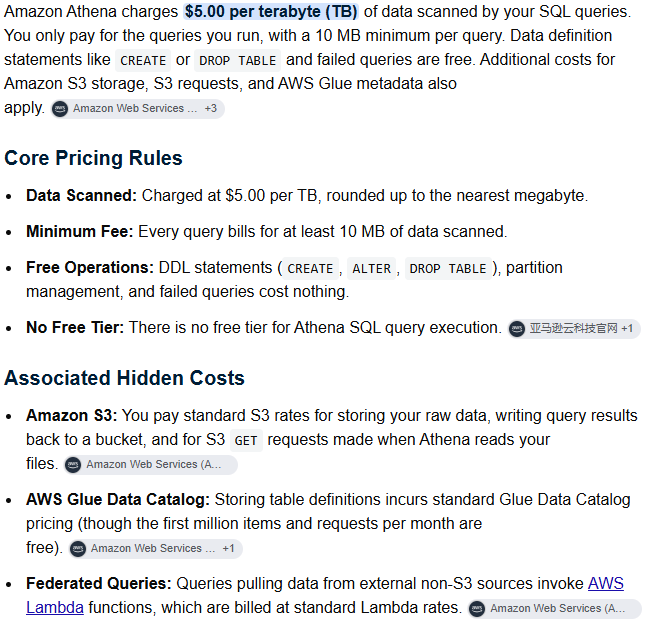 Amazon Athena charges $5.00 per terabyte (TB) of data scanned by your SQL queries.
You only pay for the queries you run, with a 10 MB minimum per query. Data definition
statements like CREATE or DROP TABLE and failed queries are free. Additional costs for
Amazon S3 storage, S3 requests, and AWS Glue metadata also
apply. aws Amazon Web Services ... +3
Core Pricing Rules
• Data Scanned: Charged at $5.00 per TB, rounded up to the nearest megabyte.
• Minimum Fee: Every query bills for at least 10 MB of data scanned.
• Free Operations: DDL statements ( CREATE , ALTER , DROP TABLE ), partition
management, and failed queries cost nothing.
• No Free Tier: There is no free tier for Athena SQL query execution. aws 亚马逊云科技官网 +1
Associated Hidden Costs
• Amazon S3: You pay standard S3 rates for storing your raw data, writing query results
back to a bucket, and for S3 GET requests made when Athena reads your
files. aws Amazon Web Services (A...
• AWS Glue Data Catalog: Storing table definitions incurs standard Glue Data Catalog
pricing (though the first million items and requests per month are
free). aws Amazon Web Services ... +1
• Federated Queries: Queries pulling data from external non-S3 sources invoke AWS
Lambda functions, which are billed at standard Lambda rates. aws Amazon Web Services (A...